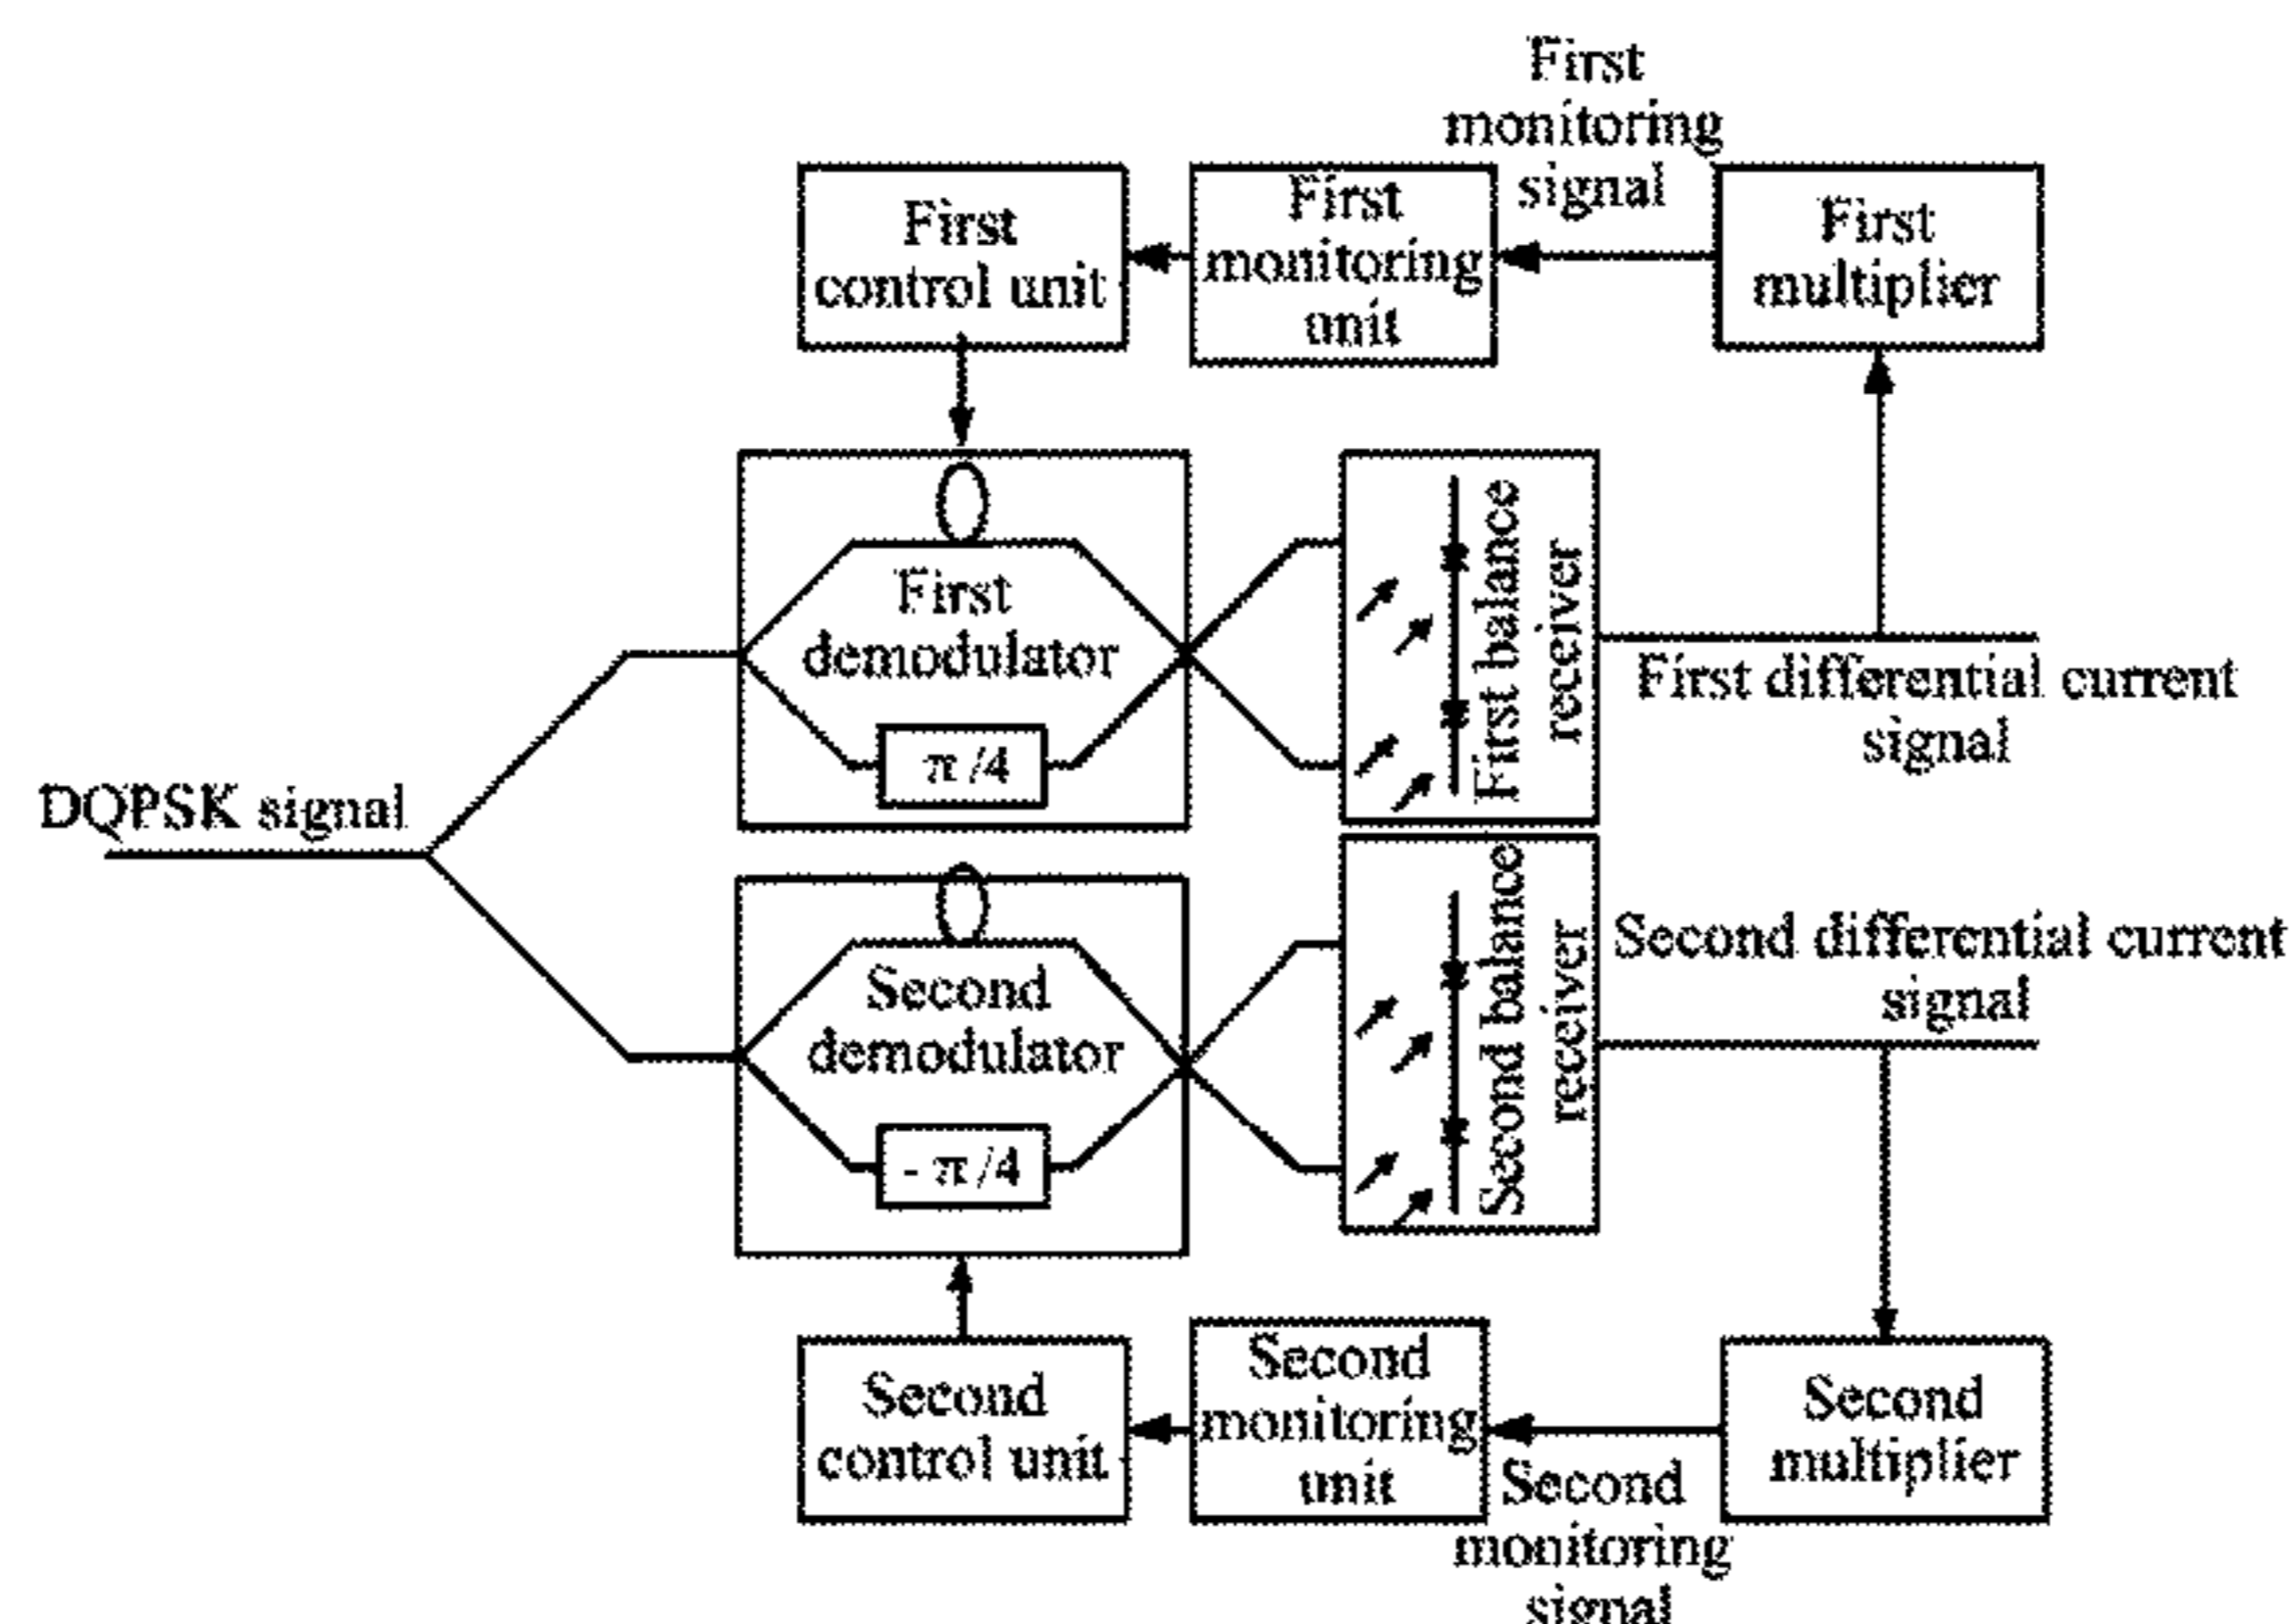 First
monitoring
signal
First
control unit
First
monitoring
unit
First
multiplier
First
demodulator
π/4
First balance
receiver
First differential current
signal
DQPSK signal
Second
demodulator
- π/4
Second balance
receiver
Second differential current
signal
Second
control unit
Second
monitoring
unit
Second
monitoring
signal
Second
multiplier